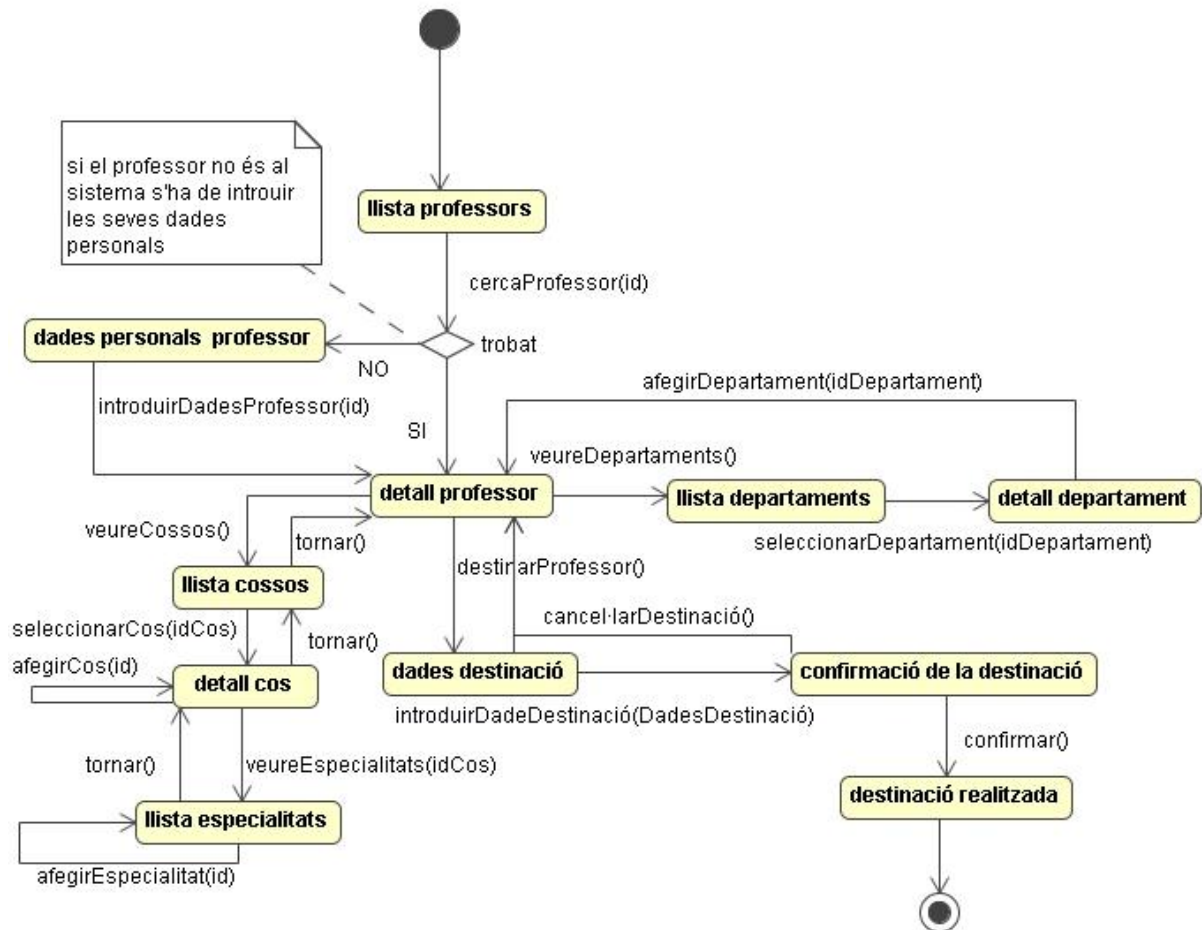 si el professor no és al
sistema s'ha de introuir
les seves dades
personals
llista professors
cercaProfessor(id)
dades personals  professor
trobat
NO
afegirDepartament(idDepartament)
introduirDadesProfessor(id)
SI
veureDepartaments()
detall professor
llista departaments
detall departament
veureCossos()
tornar()
seleccionarDepartament(idDepartament)
destinarProfessor()
llista cossos
cancel·larDestinació()
seleccionarCos(idCos)
tornar()
afegirCos(id)
detall cos
dades destinació
confirmació de la destinació
introduirDadeDestinació(DadesDestinació)
confirmar()
tornar()
veureEspecialitats(idCos)
destinació realitzada
llista especialitats
afegirEspecialitat(id)